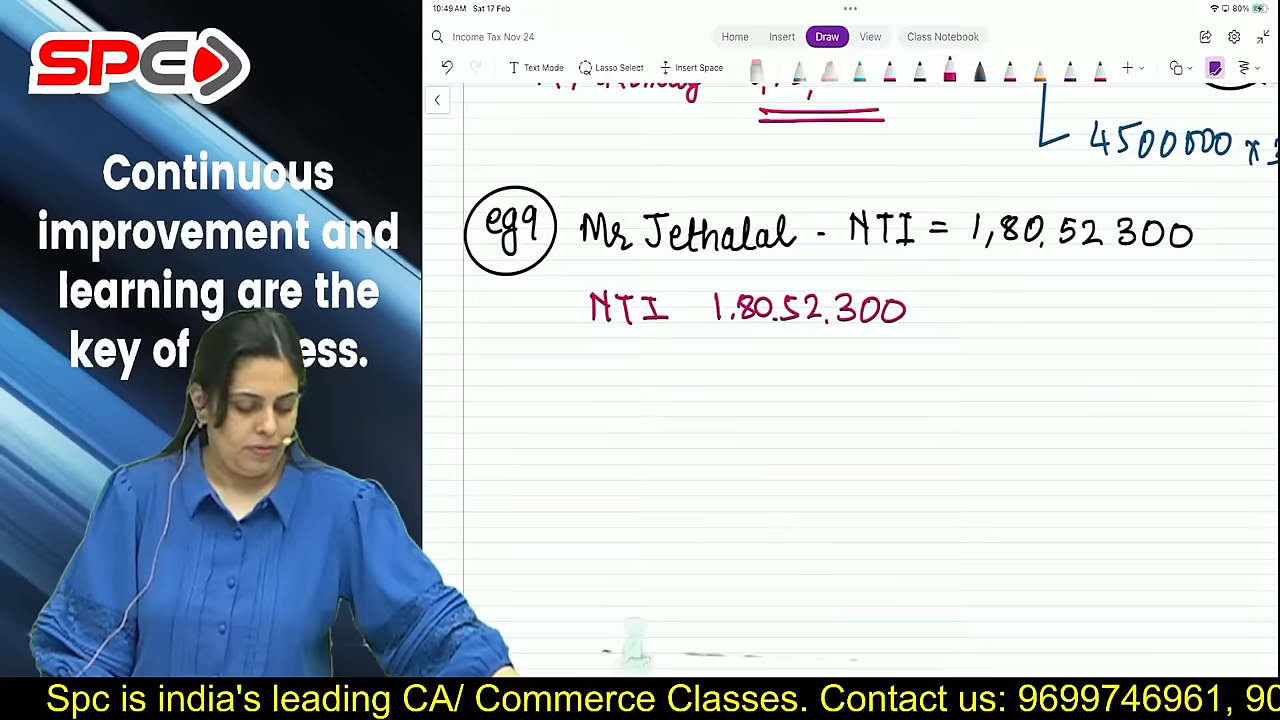 10:49 AM Sat 17 Feb
80%
Income Tax Nov 24
Home Insert Draw View Class Notebook
Text Mode Lasso Select Insert Space
SPC
Continuous
improvement and
learning are the
key of
ess.
4500000 x
eg 9 Mr Jethalal - NTI = 1,80.52 300
NTI 1.80.52.300
Spc is india's leading CA/ Commerce Classes. Contact us: 9699746961, 90